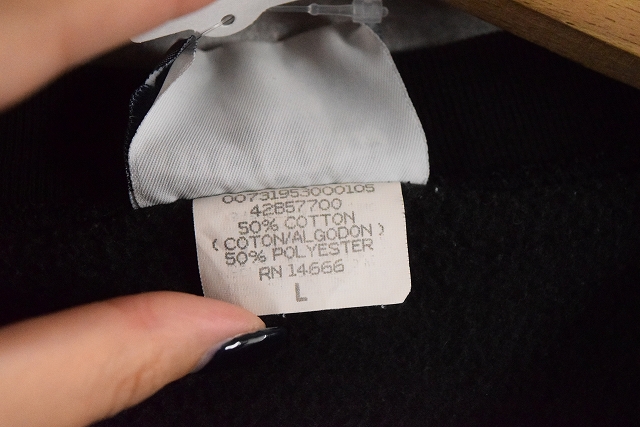 00731953000105
42857700
50% COTTON
(COTON/ALGODON)
50% POLYESTER
RN 14666
L